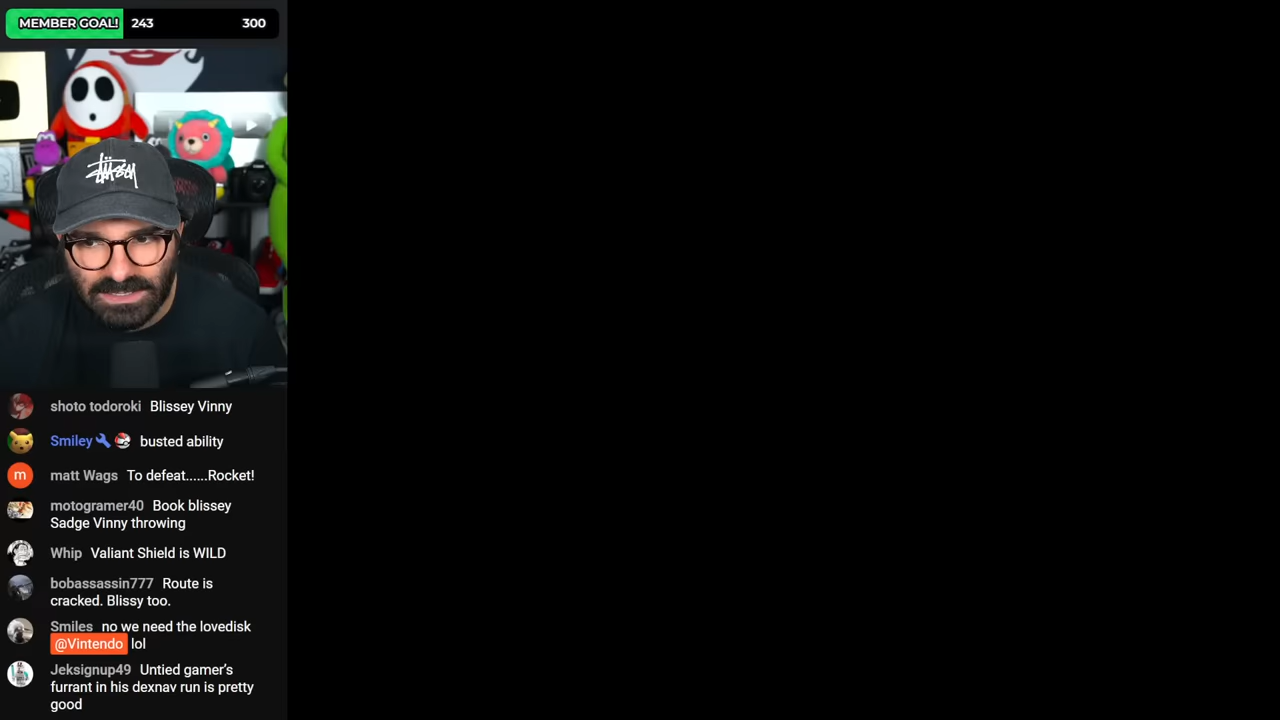 MEMBER GOAL! 243 300
STÜSSY
shoto todoroki Blissey Vinny
Smiley busted ability
m matt Wags To defeat......Rocket!
motogramer40 Book blissey
Sadge Vinny throwing
Whip Valiant Shield is WILD
bobassassin777 Route is
cracked. Blissy too.
Smiles no we need the lovedisk
@Vintendo lol
Jeksignup49 Untied gamer's
furrant in his dexnav run is pretty
good